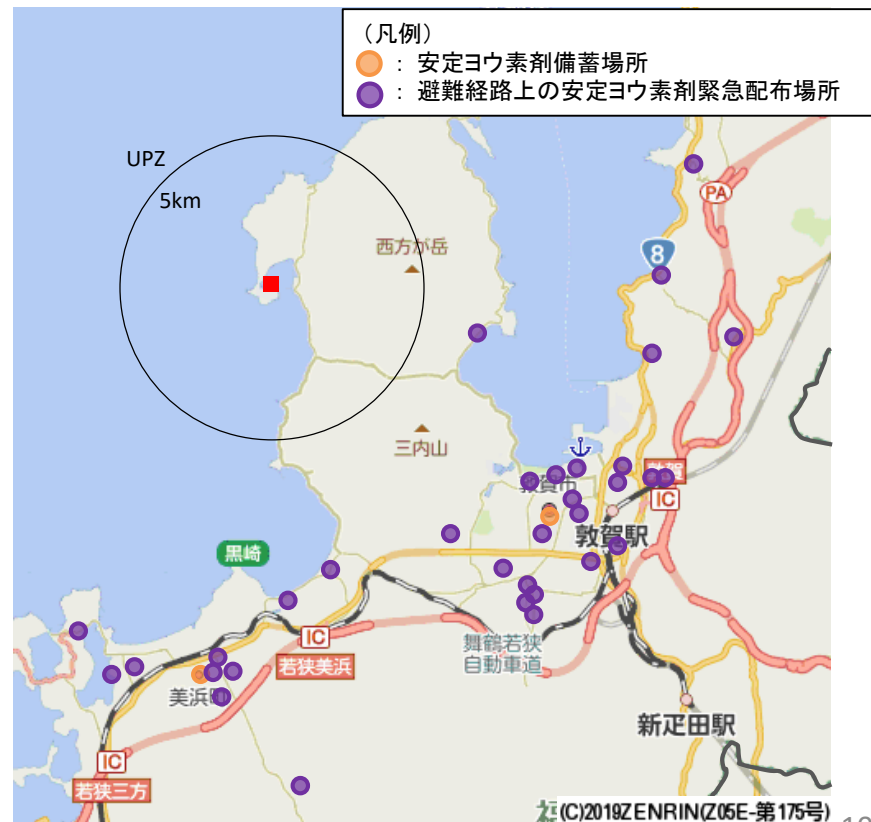 （凡例）
： 安定ヨウ素剤備蓄場所
： 避難経路上の安定ヨウ素剤緊急配布場所
UPZ
5km
PA
西方が岳
8
三内山
敦賀市
敦賀
IC
敦賀駅
黒崎
IC
若狭美浜
舞鶴若狭
自動車道
美浜町
新疋田駅
IC
若狭三方
(C)2019ZENRIN(Z05E-第175号)